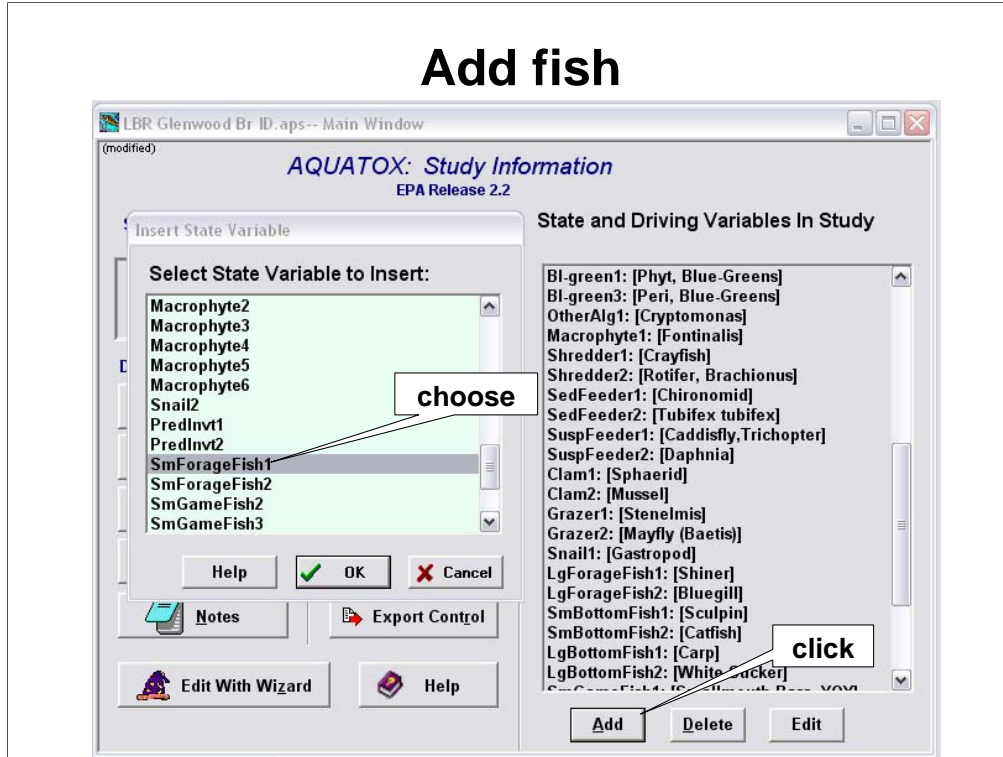 Add fish
LBR Glenwood Br ID.aps-- Main Window
(modified)
AQUATOX: Study Information
EPA Release 2.2
Insert State Variable
Select State Variable to Insert:
Macrophyte2
Macrophyte3
Macrophyte4
Macrophyte5
Macrophyte6
Snail2
PredInvt1
PredInvt2
SmForageFish1
SmForageFish2
SmGameFish2
SmGameFish3
choose
Help
OK
Cancel
Notes
Export Control
Edit With Wizard
Help
State and Driving Variables In Study
Bl-green1: [Phyt, Blue-Greens]
Bl-green3: [Peri, Blue-Greens]
OtherAlg1: [Cryptomonas]
Macrophyte1: [Fontinalis]
Shredder1: [Crayfish]
Shredder2: [Rotifer, Brachionus]
SedFeeder1: [Chironomid]
SedFeeder2: [Tubifex tubifex]
SuspFeeder1: [Caddisfly,Trichopter]
SuspFeeder2: [Daphnia]
Clam1: [Sphaerid]
Clam2: [Mussel]
Grazer1: [Stenelmis]
Grazer2: [Mayfly (Baetis)]
Snail1: [Gastropod]
LgForageFish1: [Shiner]
LgForageFish2: [Bluegill]
SmBottomFish1: [Sculpin]
SmBottomFish2: [Catfish]
LgBottomFish1: [Carp]
LgBottomFish2: [White Sucker]
SmGameFish1: [Smallmouth Bass, YOY]
click
Add
Delete
Edit